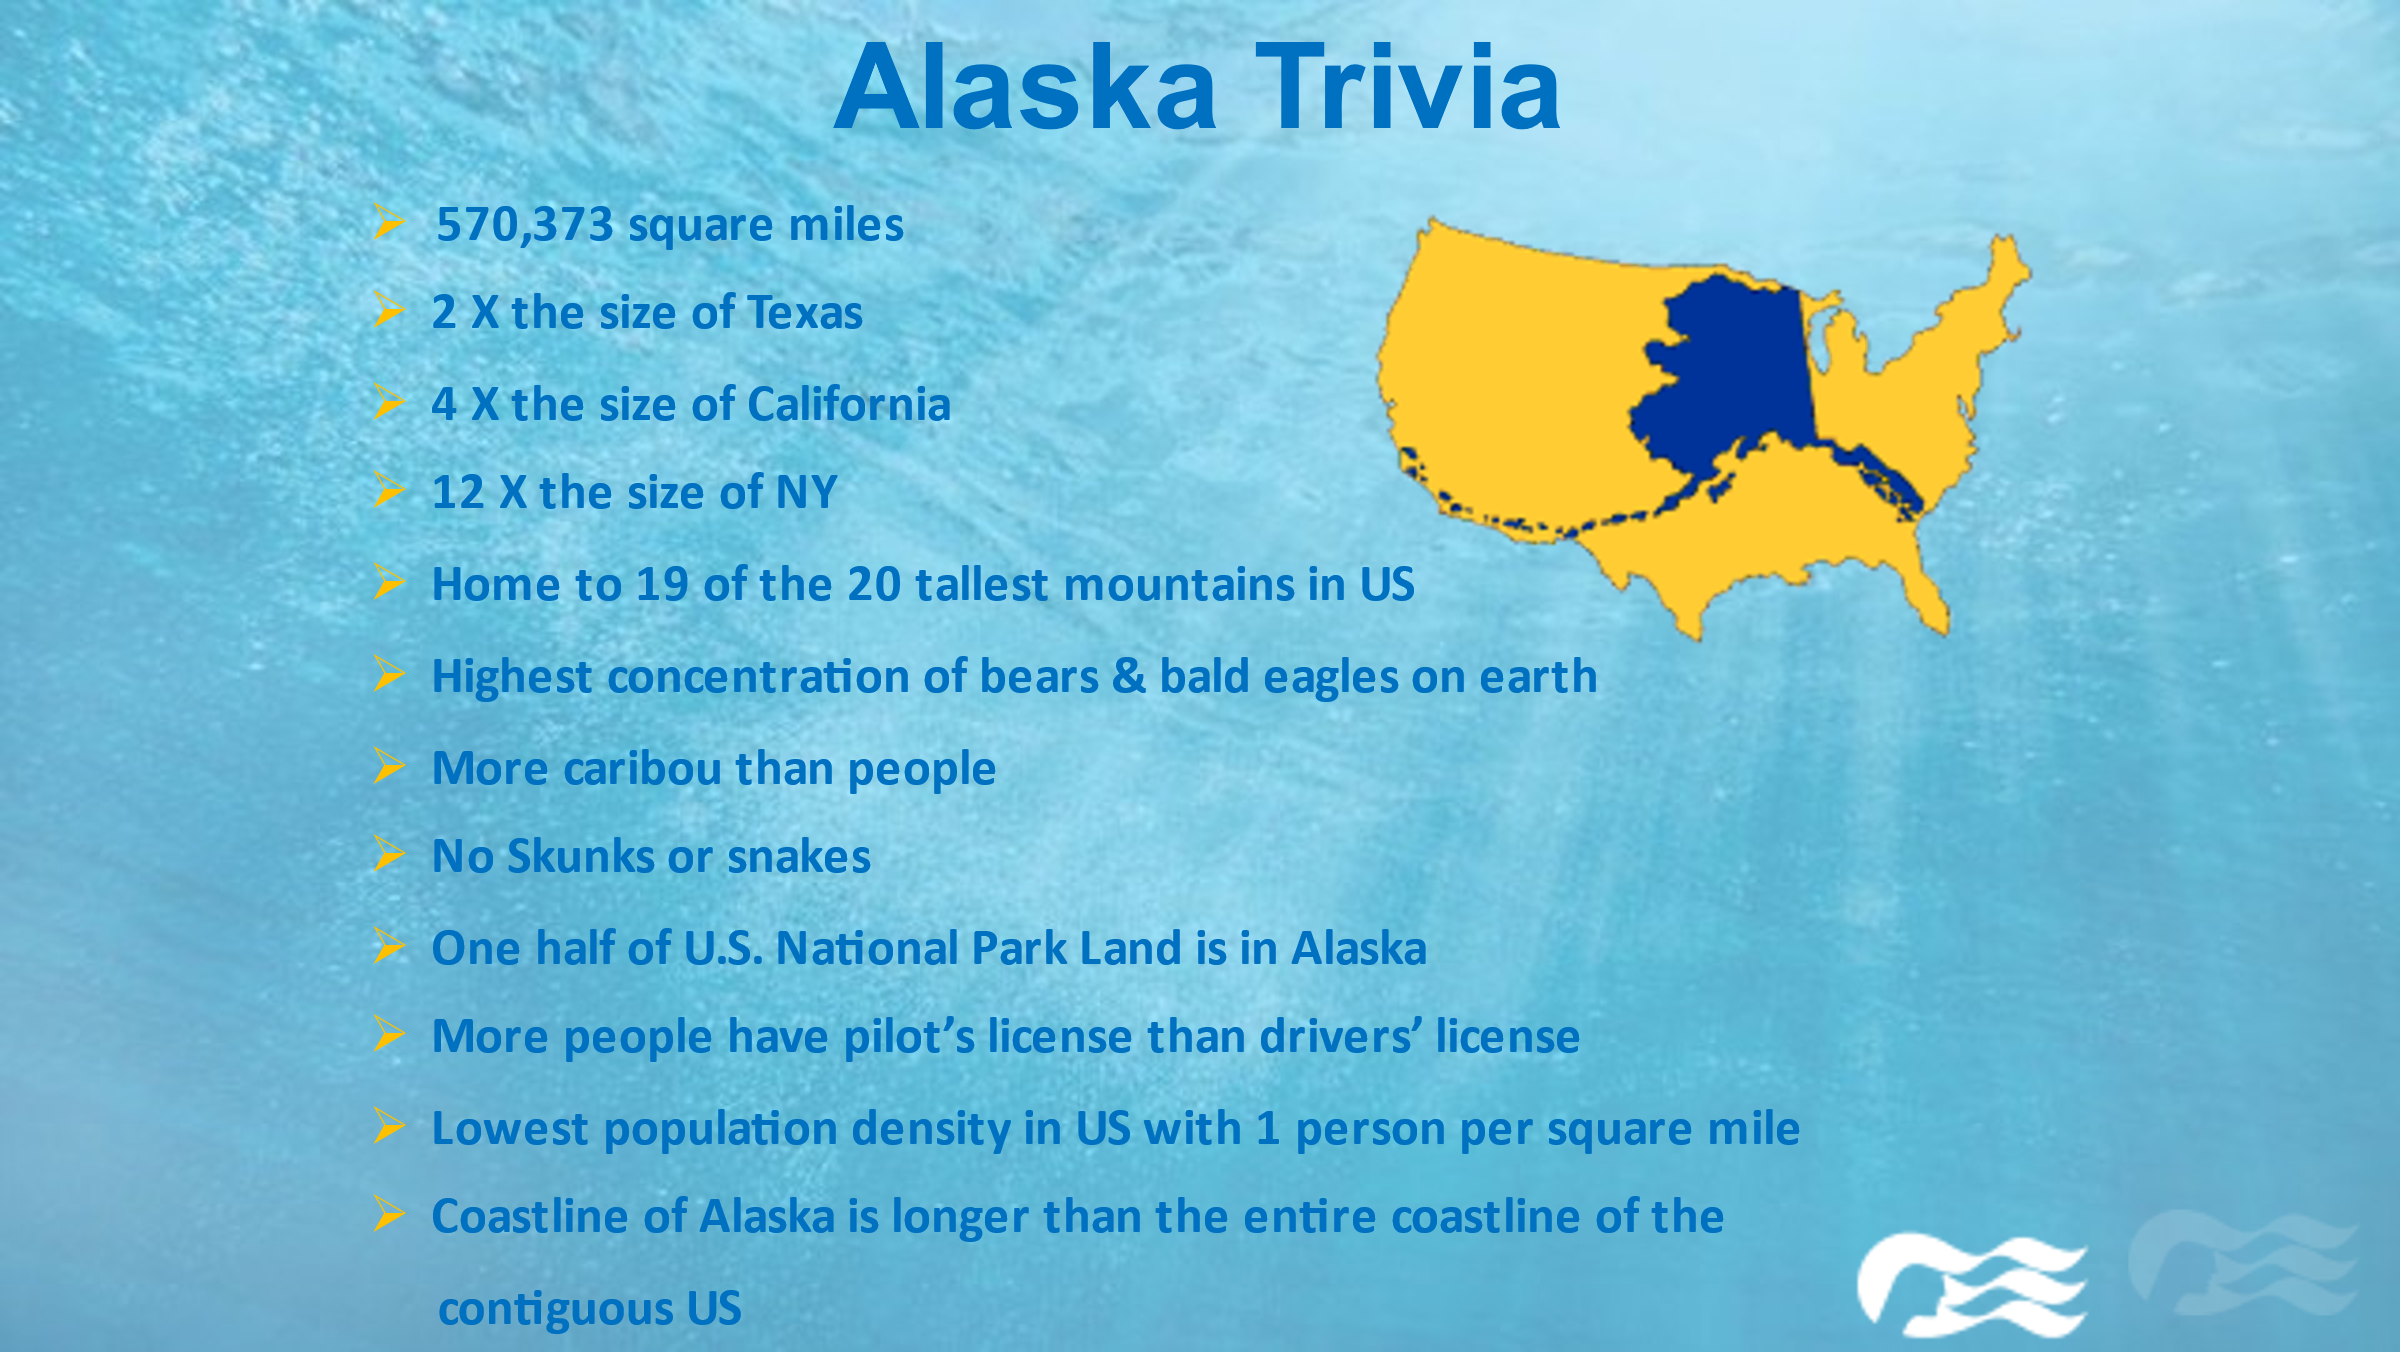 Alaska Trivia
570,373 square miles
2 X the size of Texas
4 X the size of California
12 X the size of NY
Home to 19 of the 20 tallest mountains in US
Highest concentration of bears & bald eagles on earth
More caribou than people
No Skunks or snakes
One half of U.S. National Park Land is in Alaska
More people have pilot’s license than drivers’ license
Lowest population density in US with 1 person per square mile
Coastline of Alaska is longer than the entire coastline of the
contiguous US